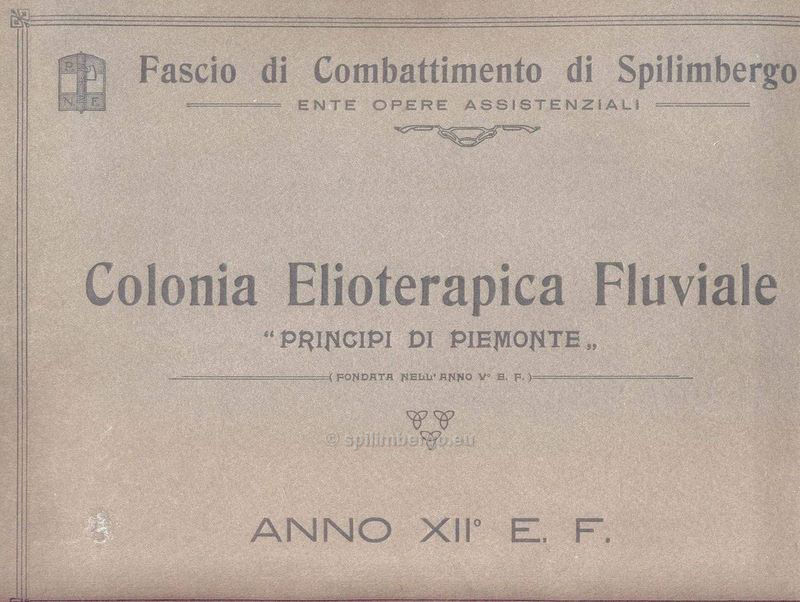 P
N F
Fascio di Combattimento di Spilimbergo
ENTE OPERE ASSISTENZIALI
Colonia Elioterapica Fluviale
“PRINCIPI DI PIEMONTE„
(FONDATA NELL'ANNO V° E. F.)
© spilimbergo.eu
ANNO XII° E. F.